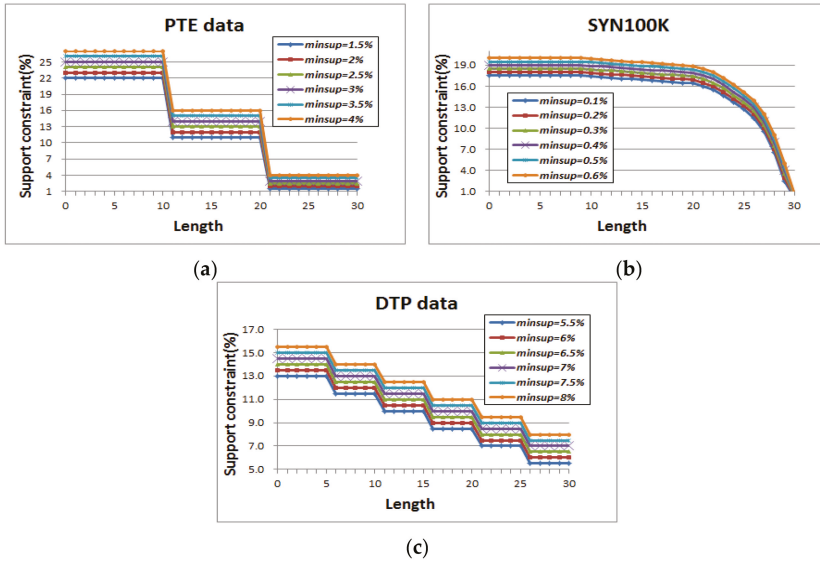 PTE data
Support constraint(%)
25
22
19
16
13
10
7
4
1
0 5 10 15 20 25 30
Length
minsup=1.5%
minsup=2%
minsup=2.5%
minsup=3%
minsup=3.5%
minsup=4%
(a)
SYN100K
Support constraint(%)
19.0
16.0
13.0
10.0
7.0
4.0
1.0
0 5 10 15 20 25 30
Length
minsup=0.1%
minsup=0.2%
minsup=0.3%
minsup=0.4%
minsup=0.5%
minsup=0.6%
(b)
DTP data
Support constraint(%)
17.0
15.0
13.0
11.0
9.0
7.0
5.0
0 5 10 15 20 25 30
Length
minsup=5.5%
minsup=6%
minsup=6.5%
minsup=7%
minsup=7.5%
minsup=8%
(c)